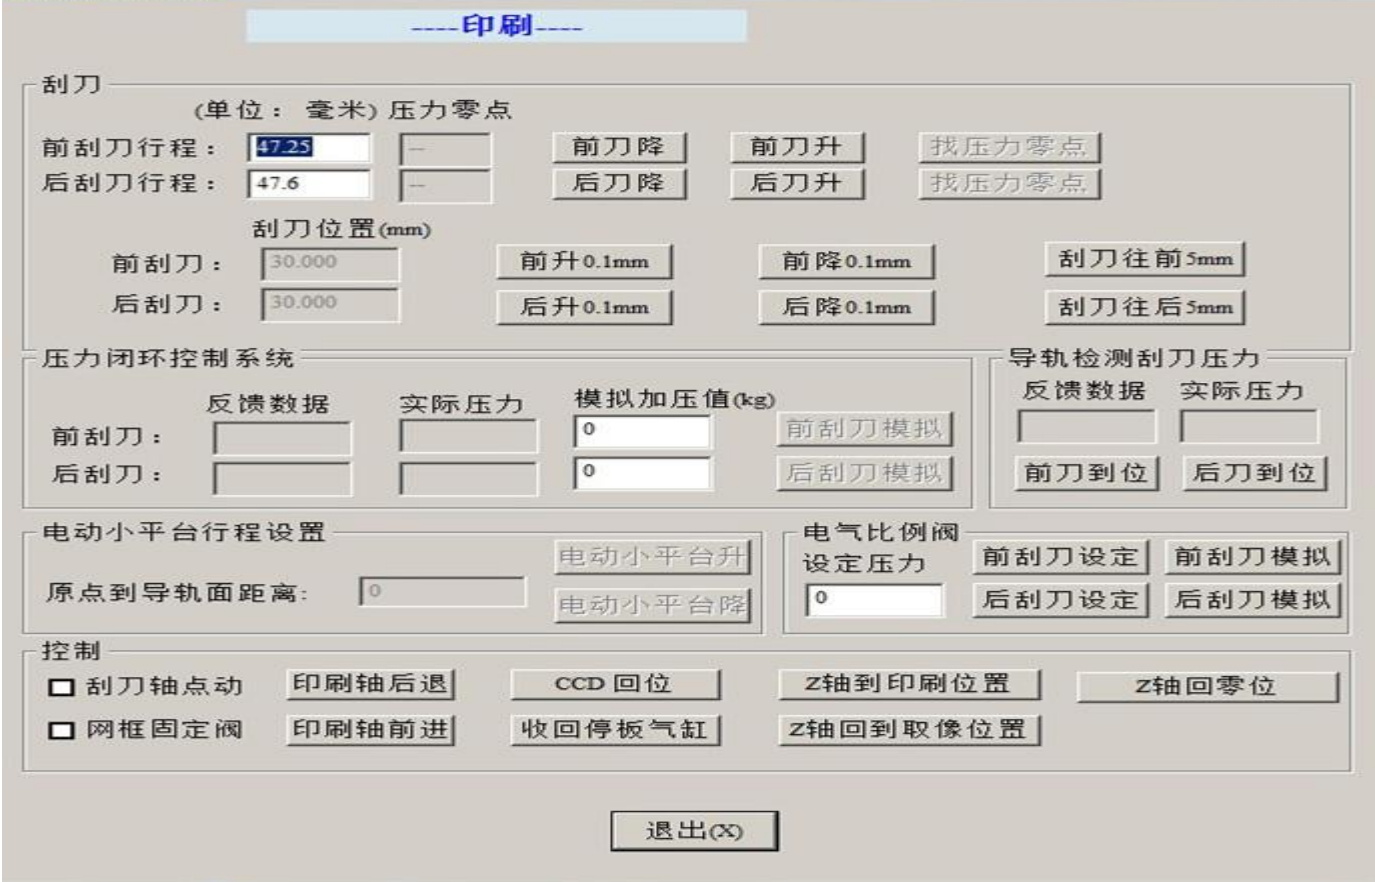 ----印刷----
刮刀
(单位： 毫米) 压力零点
前刮刀行程： 47.25 -- 前刀降 前刀升 找压力零点
后刮刀行程： 47.6 -- 后刀降 后刀升 找压力零点
刮刀位置(mm)
前刮刀： 30.000 前升0.1mm 前降0.1mm 刮刀往前5mm
后刮刀： 30.000 后升0.1mm 后降0.1mm 刮刀往后5mm
压力闭环控制系统
反馈数据 实际压力 模拟加压值(kg)
前刮刀： 0 前刮刀模拟
后刮刀： 0 后刮刀模拟
导轨检测刮刀压力
反馈数据 实际压力
前刀到位 后刀到位
电动小平台行程设置
电动小平台升
原点到导轨面距离: 0
电动小平台降
电气比例阀
设定压力 前刮刀设定 前刮刀模拟
0 后刮刀设定 后刮刀模拟
控制
刮刀轴点动 印刷轴后退 CCD 回位 Z轴到印刷位置 Z轴回零位
网框固定阀 印刷轴前进 收回停板气缸 Z轴回到取像位置
退出(X)